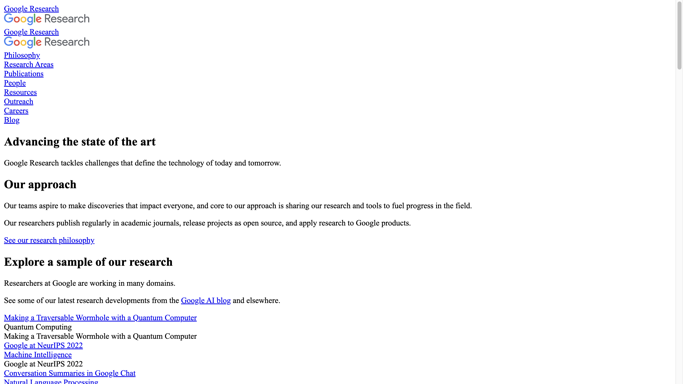 Google Research
Google Research
Google Research
Google Research
Philosophy
Research Areas
Publications
People
Resources
Outreach
Careers
Blog
Advancing the state of the art
Google Research tackles challenges that define the technology of today and tomorrow.
Our approach
Our teams aspire to make discoveries that impact everyone, and core to our approach is sharing our research and tools to fuel progress in the field.
Our researchers publish regularly in academic journals, release projects as open source, and apply research to Google products.
See our research philosophy
Explore a sample of our research
Researchers at Google are working in many domains.
See some of our latest research developments from the Google AI blog and elsewhere.
Making a Traversable Wormhole with a Quantum Computer
Quantum Computing
Making a Traversable Wormhole with a Quantum Computer
Google at NeurIPS 2022
Machine Intelligence
Google at NeurIPS 2022
Conversation Summaries in Google Chat
Natural Language Processing